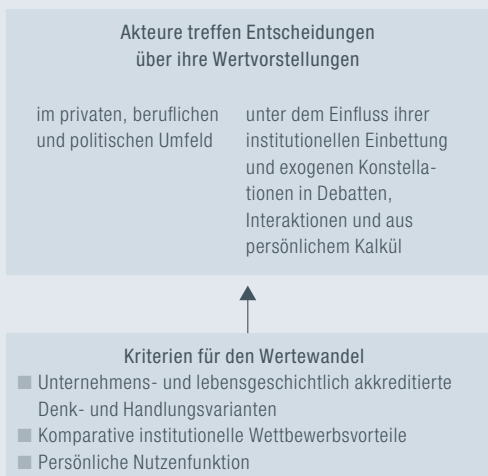 Akteure treffen Entscheidungen
über ihre Wertvorstellungen
im privaten, beruflichen
und politischen Umfeld
unter dem Einfluss ihrer
institutionellen Einbettung
und exogenen Konstella-
tionen in Debatten,
Interaktionen und aus
persönlichem Kalkül
Kriterien für den Wertewandel
Unternehmens- und lebensgeschichtlich akkreditierte
Denk- und Handlungsvarianten
Komparative institutionelle Wettbewerbsvorteile
Persönliche Nutzenfunktion